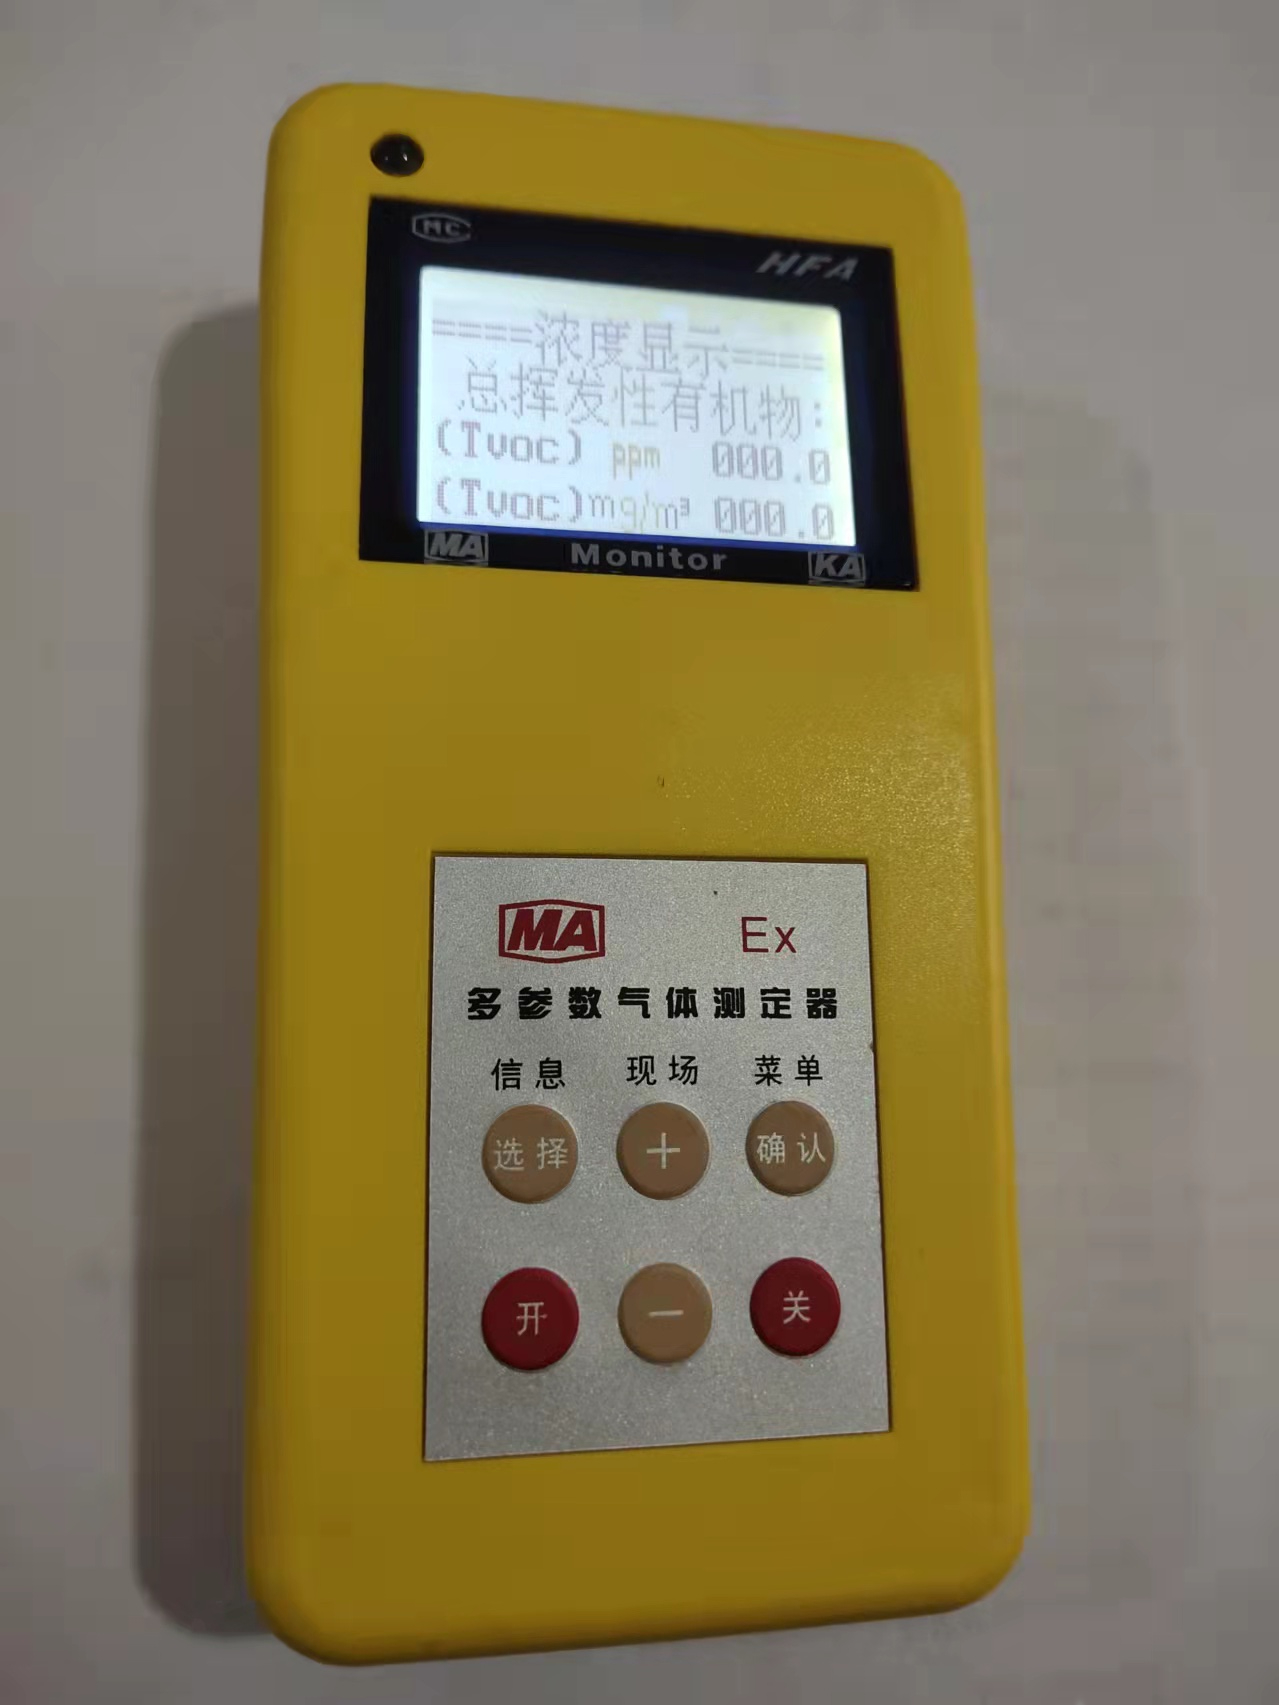 MC
HFA
====浓度显示====
总挥发性有机物:
(Tvoc) ppm 000.0
(Tvoc)mg/m³ 000.0
MA Monitor KA
MA Ex
多参数气体测定器
信息 现场 菜单
选择 + 确认
开 一 关